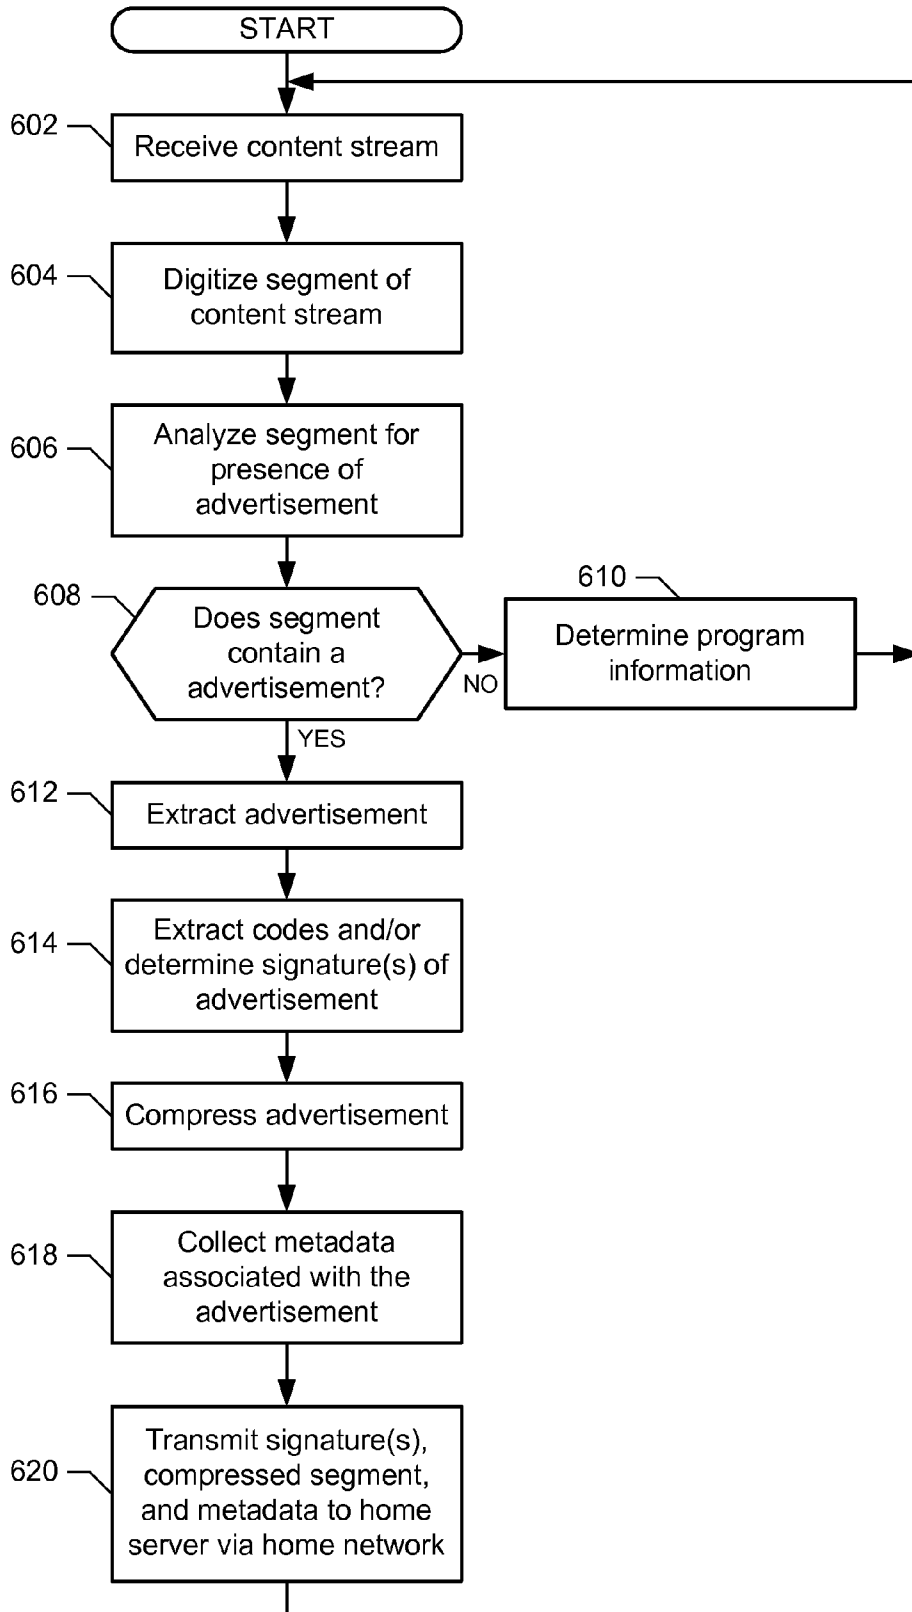 START
602
Receive content stream
604
Digitize segment of
content stream
606
Analyze segment for
presence of
advertisement
608
Does segment
contain a
advertisement?
NO
610
Determine program
information
YES
612
Extract advertisement
614
Extract codes and/or
determine signature(s) of
advertisement
616
Compress advertisement
618
Collect metadata
associated with the
advertisement
620
Transmit signature(s),
compressed segment,
and metadata to home
server via home network